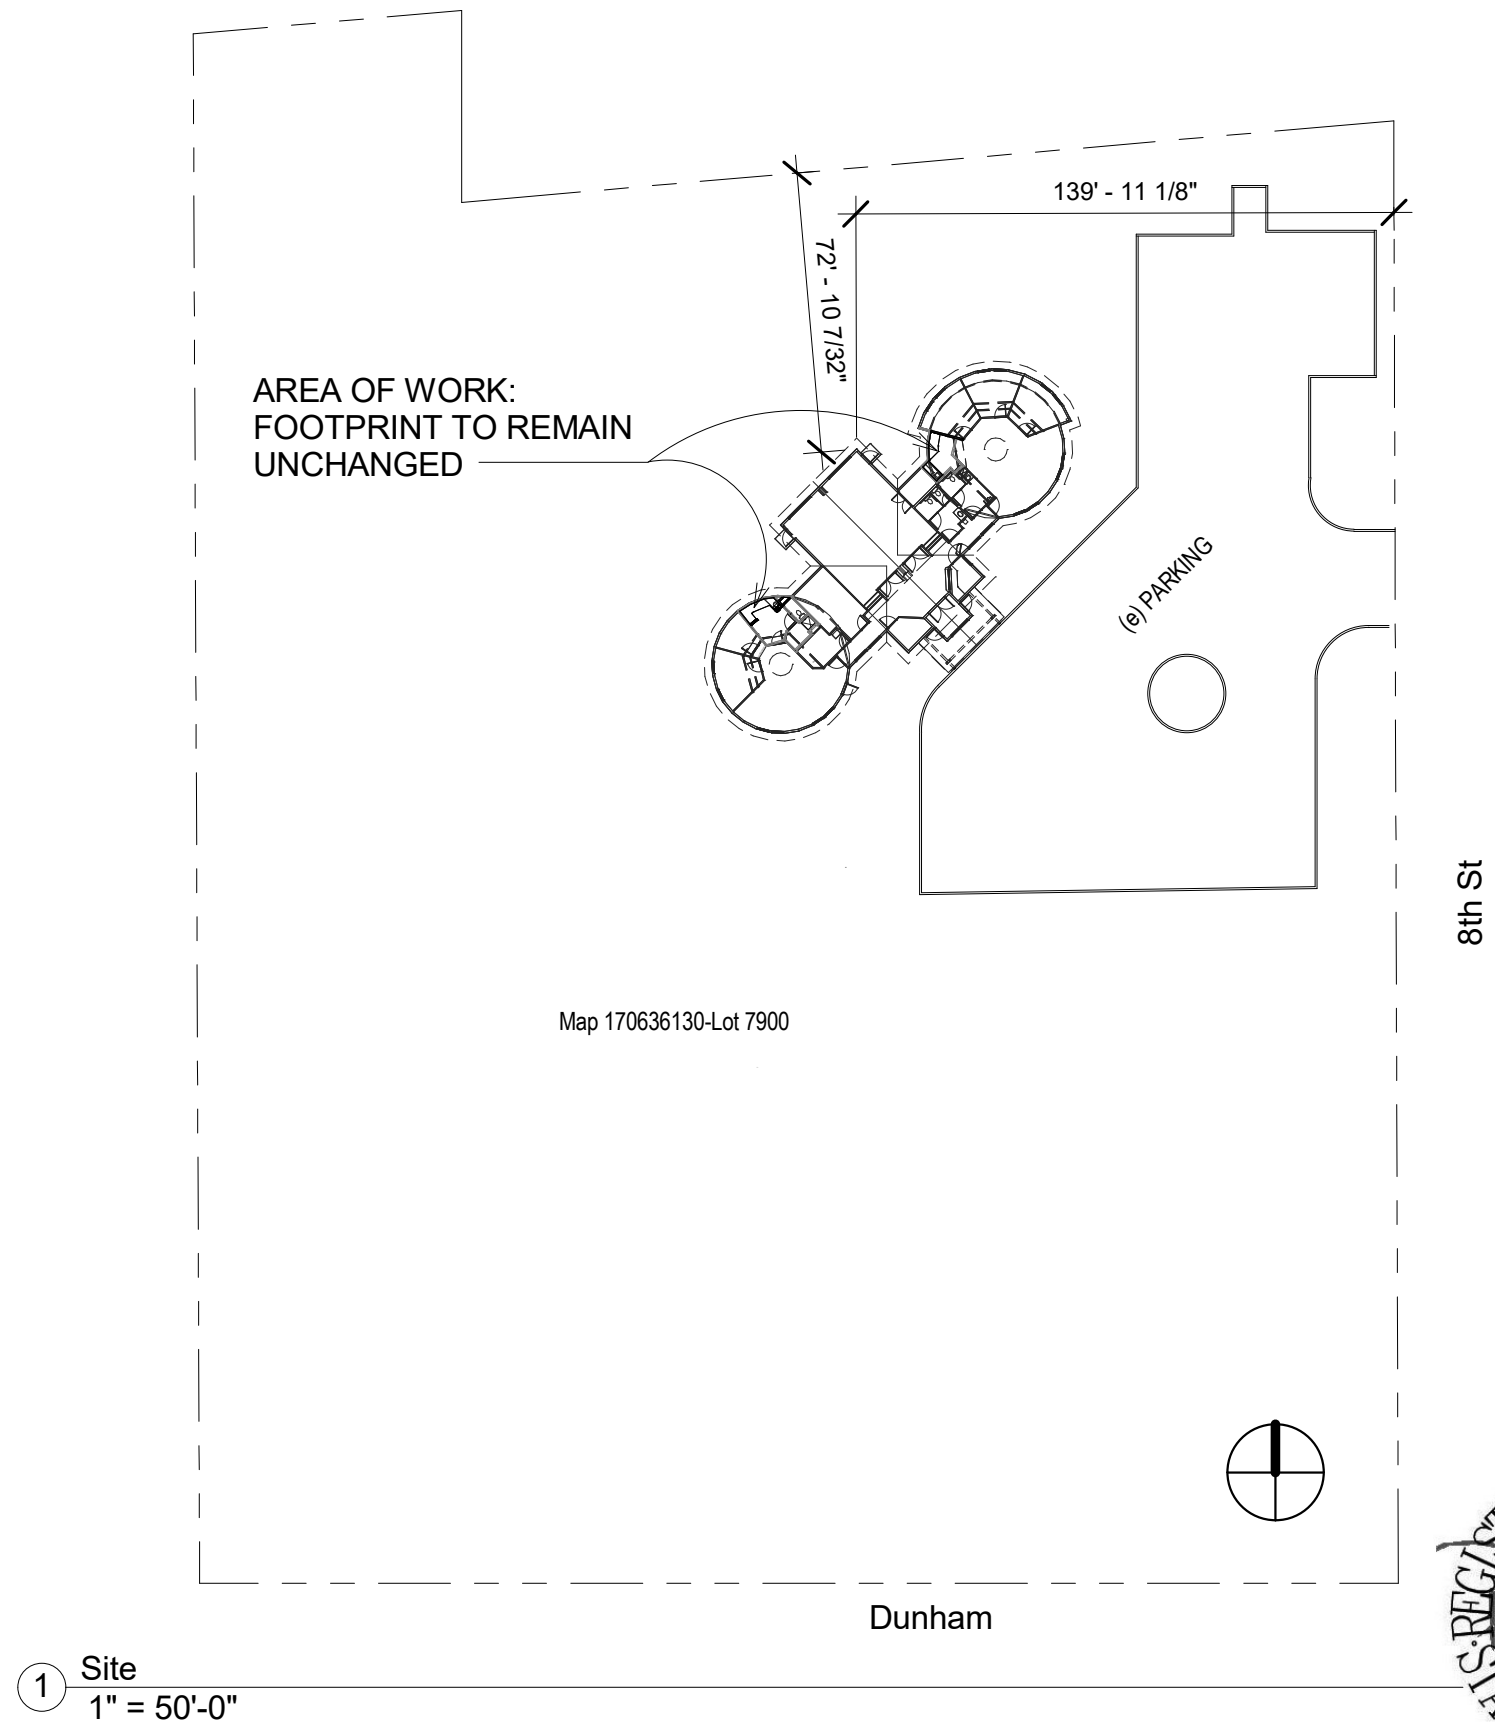 139' - 11 1/8"
72' - 10 7/32"
AREA OF WORK:
FOOTPRINT TO REMAIN
UNCHANGED
(e) PARKING
8th St
Map 170636130-Lot 7900
Dunham
1
Site
1" = 50'-0"